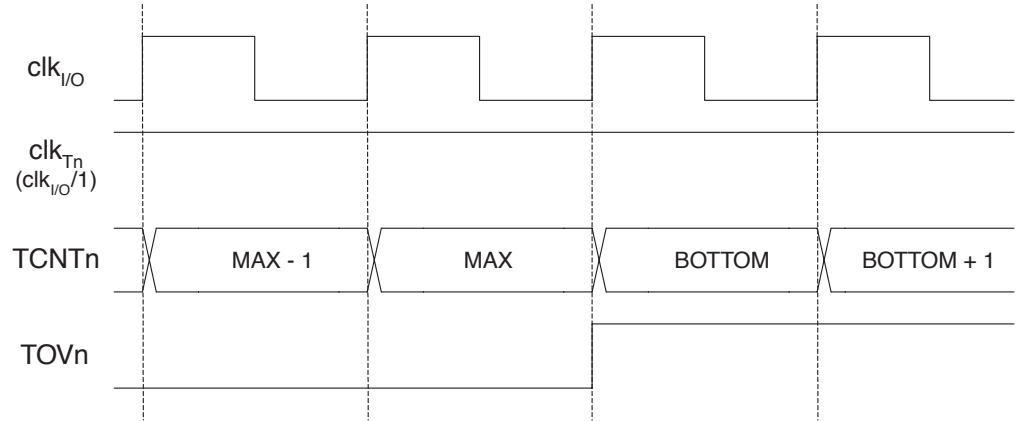 clkI/O
clkTn
(clkI/O/1)
TCNTn MAX - 1 MAX BOTTOM BOTTOM + 1
TOVn